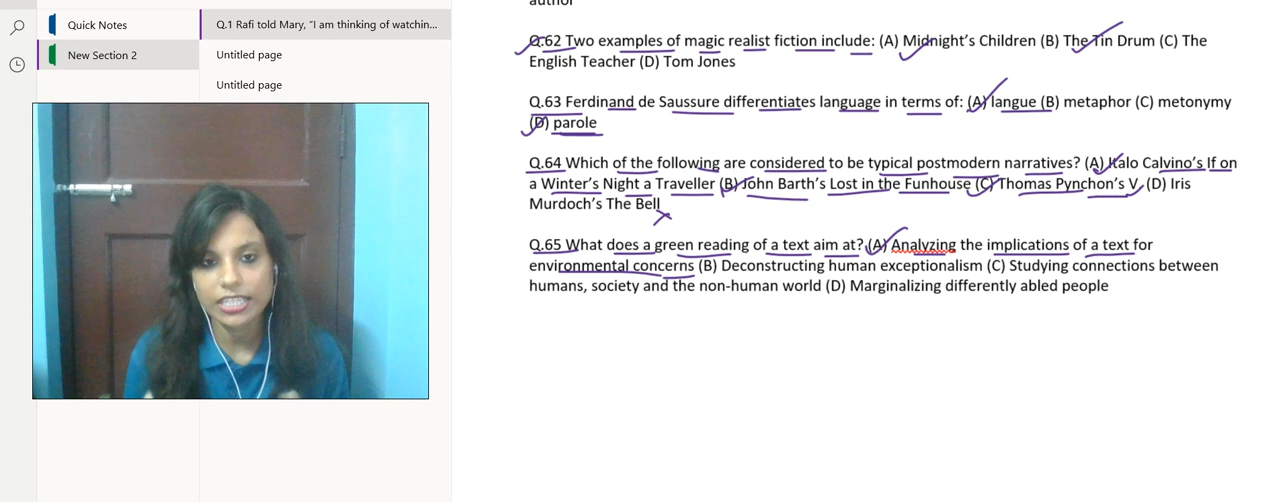 Quick Notes
New Section 2
Q.1 Rafi told Mary, "I am thinking of watchin...
Untitled page
Untitled page
author
Q.62 Two examples of magic realist fiction include: (A) Midnight's Children (B) The Tin Drum (C) The
English Teacher (D) Tom Jones
Q.63 Ferdinand de Saussure differentiates language in terms of: (A) langue (B) metaphor (C) metonymy
(D) parole
Q.64 Which of the following are considered to be typical postmodern narratives? (A) Italo Calvino's If on
a Winter's Night a Traveller (B) John Barth's Lost in the Funhouse (C) Thomas Pynchon's V. (D) Iris
Murdoch's The Bell
Q.65 What does a green reading of a text aim at? (A) Analyzing the implications of a text for
environmental concerns (B) Deconstructing human exceptionalism (C) Studying connections between
humans, society and the non-human world (D) Marginalizing differently abled people